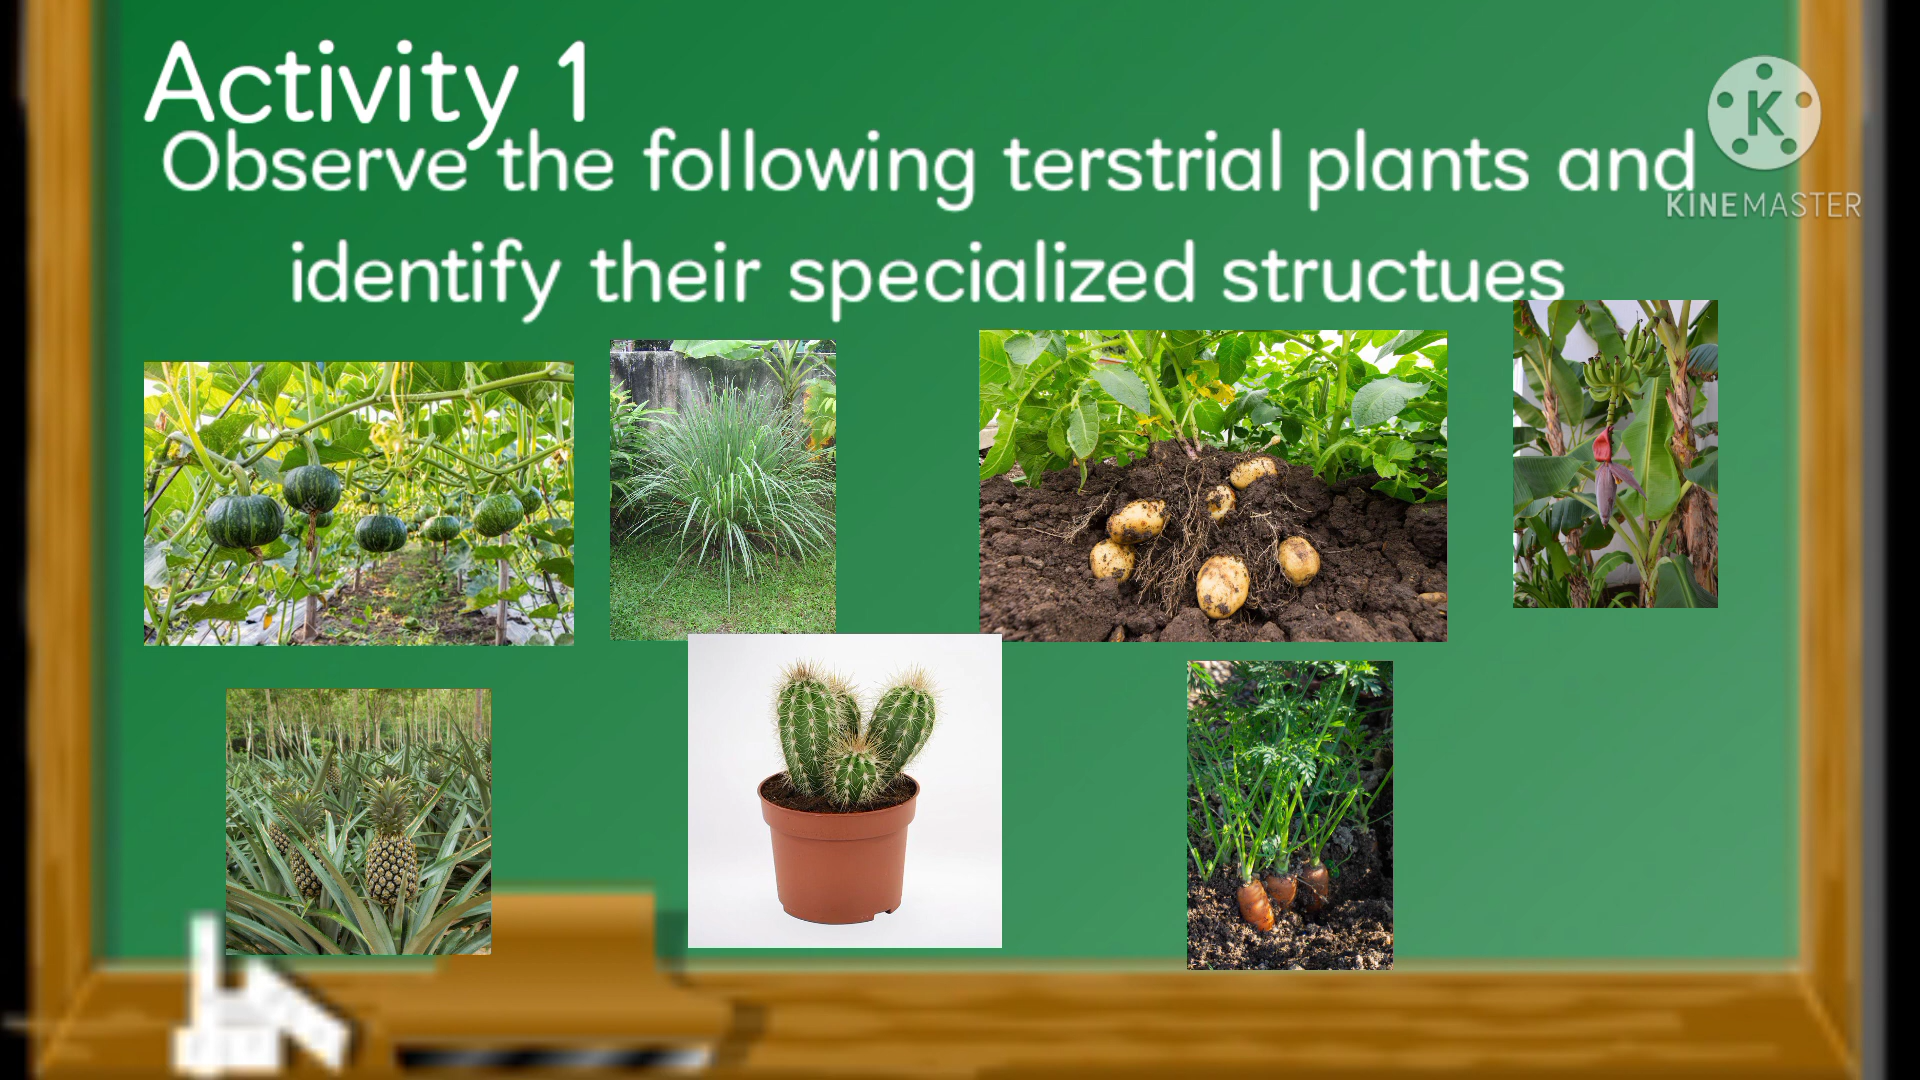 Activity 1
Observe the following terstrial plants and
identify their specialized structues
K
KINEMASTER